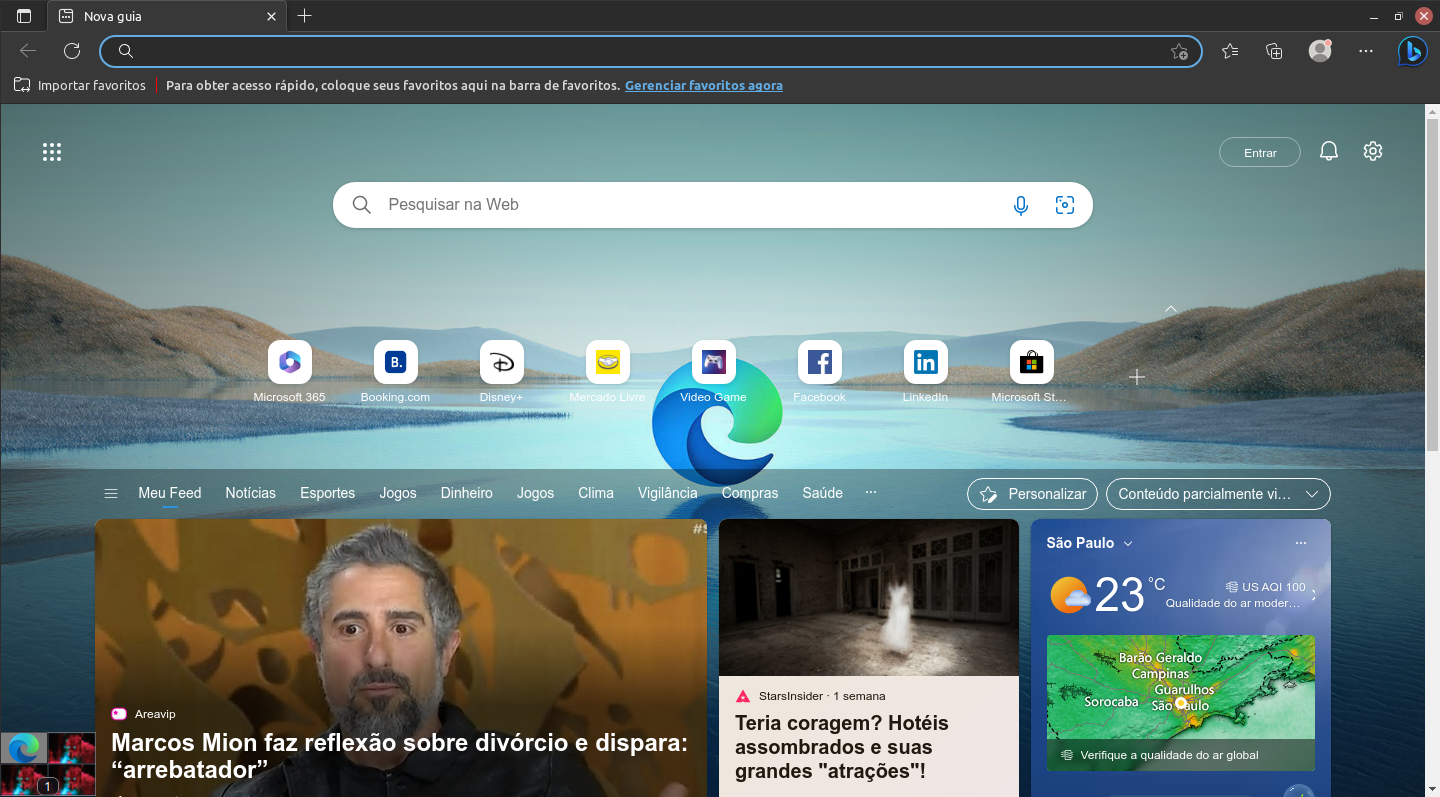 Nova guia
Importar favoritos
Para obter acesso rápido, coloque seus favoritos aqui na barra de favoritos. Gerenciar favoritos agora
Entrar
Pesquisar na Web
B.
Microsoft 365
Booking.com
Disney+
Mercado Livre
Video Game
Facebook
LinkedIn
Microsoft St...
Meu Feed
Notícias
Esportes
Jogos
Dinheiro
Jogos
Clima
Vigilância
Compras
Saúde
Personalizar
Conteúdo parcialmente vi...
Areavip
Marcos Mion faz reflexão sobre divórcio e dispara:
“arrebatador”
StarsInsider · 1 semana
Teria coragem? Hotéis
assombrados e suas
grandes "atrações"!
São Paulo
23 °C
US AQI 100
Qualidade do ar moder...
Barão Geraldo
Campinas
Guarulhos
Sorocaba
São Paulo
Verifique a qualidade do ar global
1